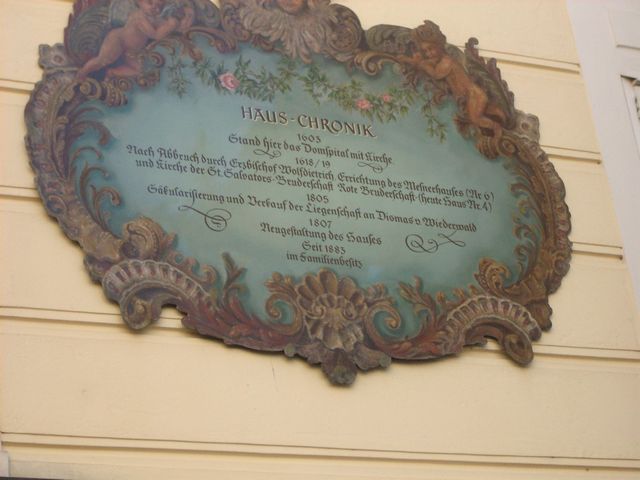 HAUS-CHRONIK
1603
Stand hier das Domspital mit Kirche
1618/19
Nach Abbruch durch Erzbischof Wolfdietrich Errichtung des Mesnerhauses (Nr 6)
und Kirche der St. Salvators-Bruderschaft Rote Bruderschaft (heute Haus Nr. 4)
1805
Säkularisierung und Verkauf der Liegenschaft an Diomas v Wiederwald
1807
Neugestaltung des Hauses
Seit 1883
im Familienbesitz